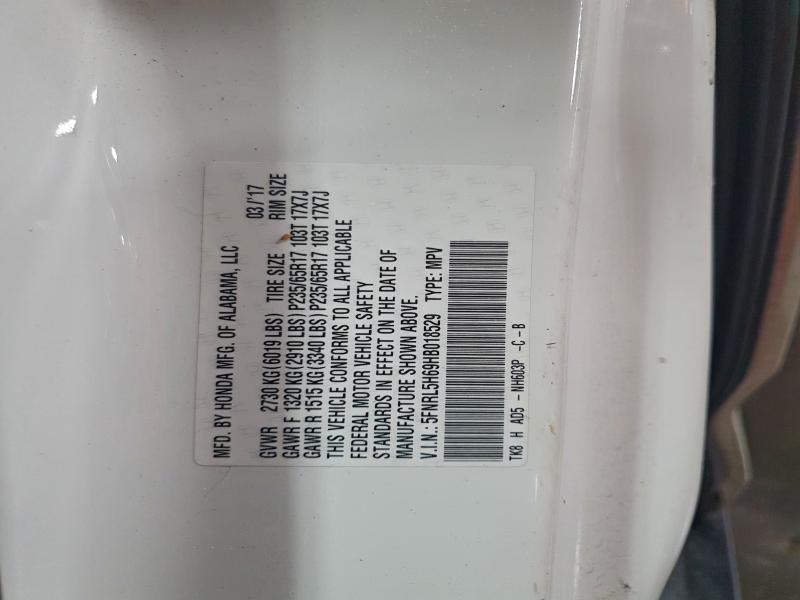 MFD. BY HONDA MFG. OF ALABAMA, LLC 03/'17
GVWR 2730 KG(6019 LBS) TIRE SIZE RIM SIZE
GAWR F 1320 KG(2910 LBS) P235/65R17 103T 17X7J
GAWR R 1515 KG(3340 LBS) P235/65R17 103T 17X7J
THIS VEHICLE CONFORMS TO ALL APPLICABLE
FEDERAL MOTOR VEHICLE SAFETY
STANDARDS IN EFFECT ON THE DATE OF
MANUFACTURE SHOWN ABOVE.
V.I.N.: 5FNRL5H69HB018529 TYPE: MPV
TK8 H AD5 - NH603P -C -B